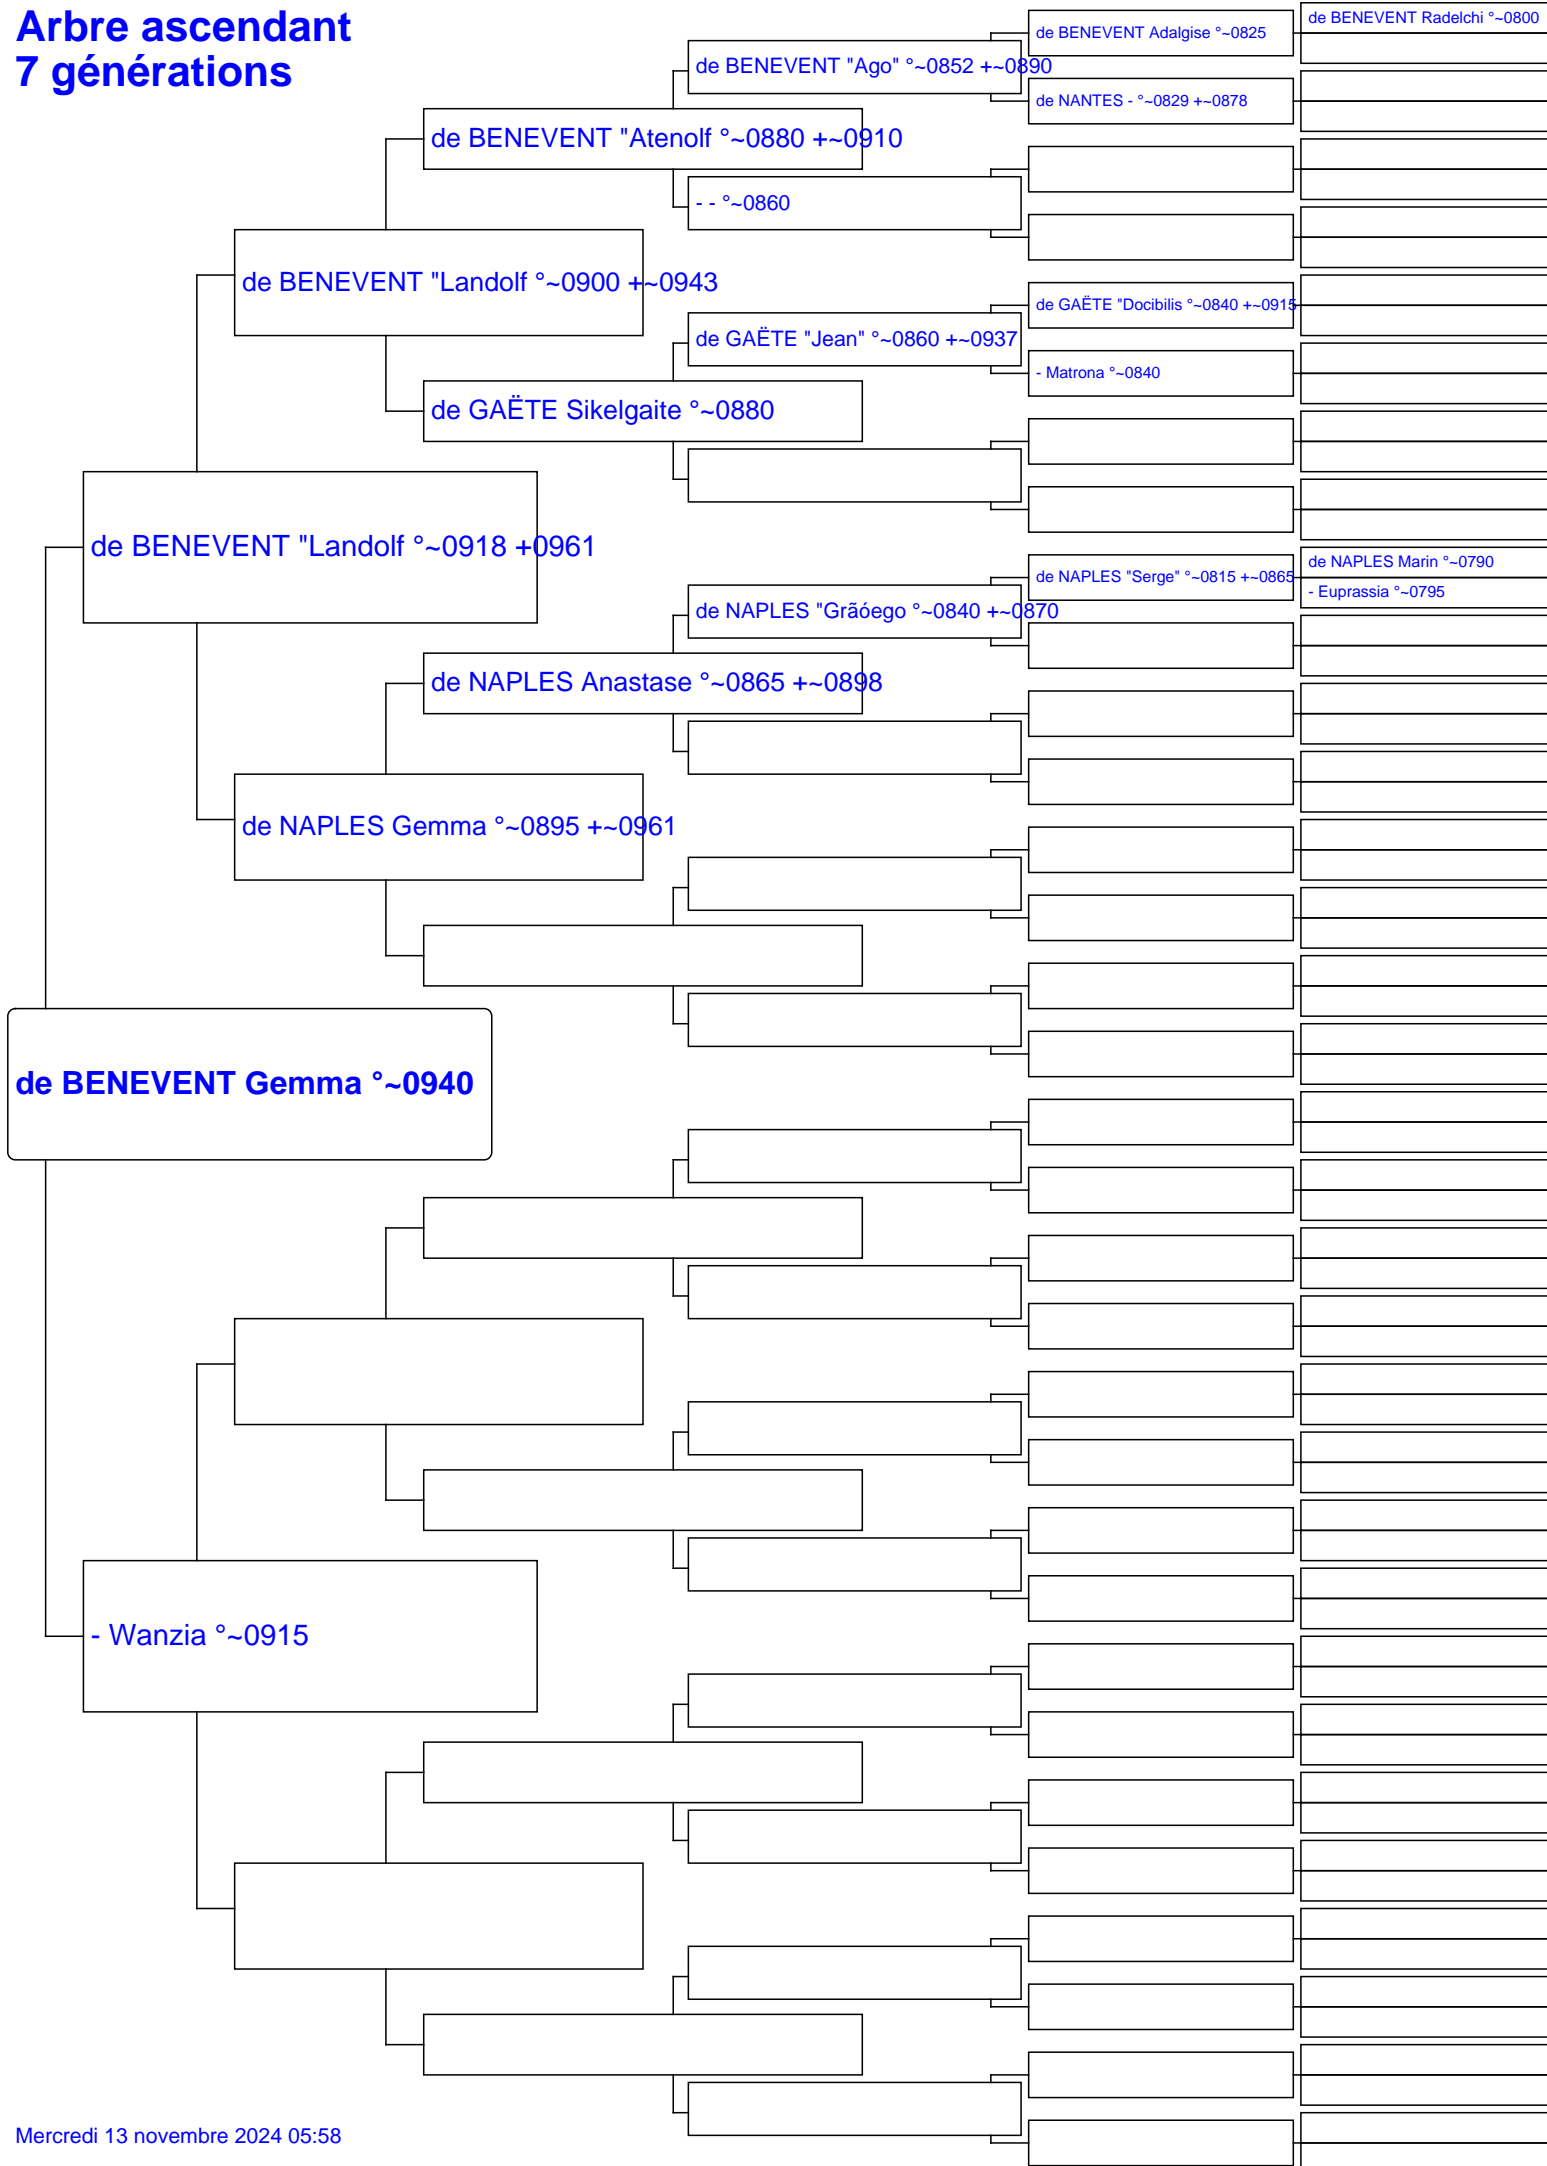 Arbre ascendant
7 générations
de BENEVENT Radelchi °~0800
de BENEVENT Adalgise °~0825
de BENEVENT "Ago" °~0852 +~0890
de NANTES - °~0829 +~0878
de BENEVENT "Atenolf °~0880 +~0910
- - °~0860
de BENEVENT "Landolf °~0900 +~0943
de GAËTE "Docibilis °~0840 +~0915
de GAËTE "Jean" °~0860 +~0937
- Matrona °~0840
de GAËTE Sikelgaite °~0880
de BENEVENT "Landolf °~0918 +0961
de NAPLES Marin °~0790
de NAPLES "Serge" °~0815 +~0865
- Euprassia °~0795
de NAPLES "Grãóego °~0840 +~0870
de NAPLES Anastase °~0865 +~0898
de NAPLES Gemma °~0895 +~0961
de BENEVENT Gemma °~0940
- Wanzia °~0915
Mercredi 13 novembre 2024 05:58